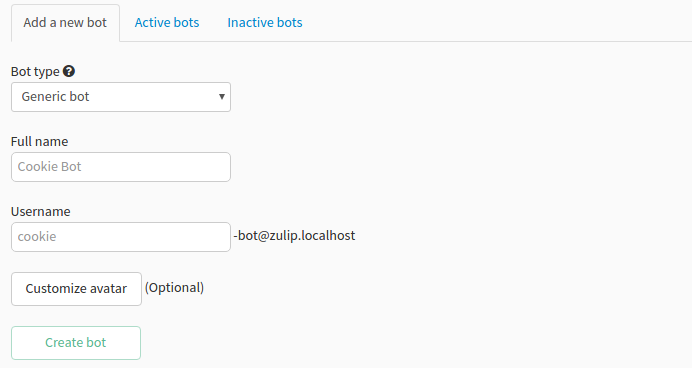 Add a new bot Active bots Inactive bots
Bot type ?
Generic bot
Full name
Cookie Bot
Username
cookie -bot@zulip.localhost
Customize avatar (Optional)
Create bot